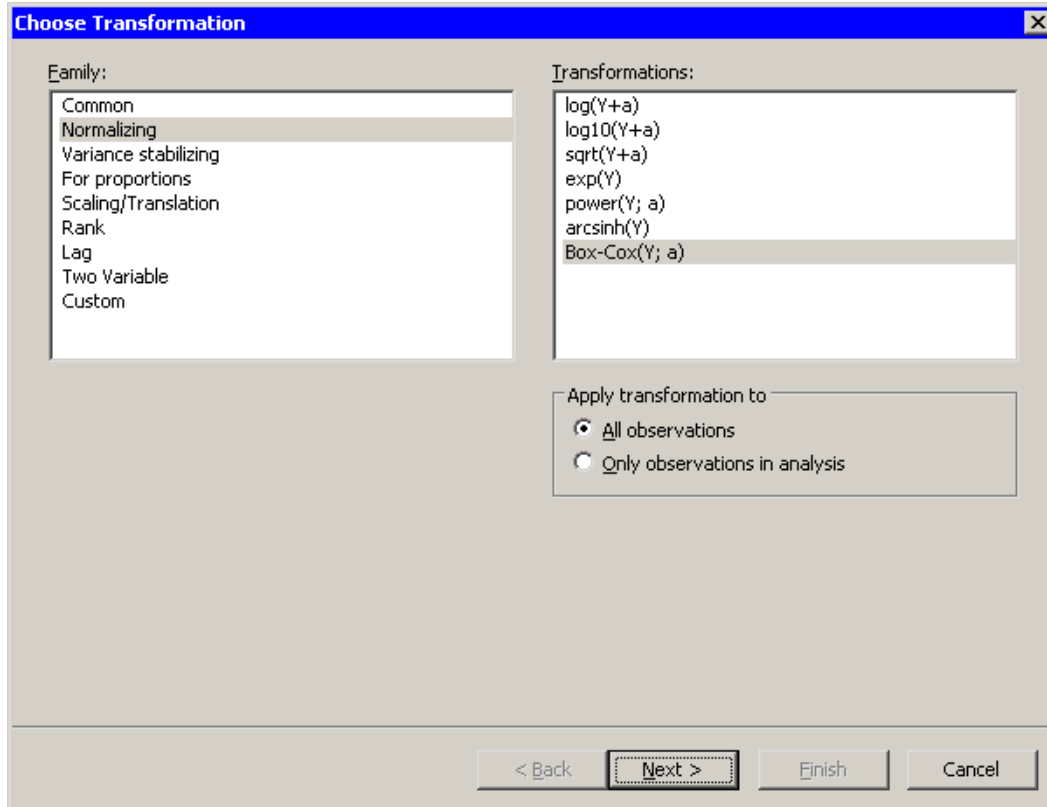 Choose Transformation
Family:
Common
Normalizing
Variance stabilizing
For proportions
Scaling/Translation
Rank
Lag
Two Variable
Custom
Transformations:
log(Y+a)
log10(Y+a)
sqrt(Y+a)
exp(Y)
power(Y; a)
arcsinh(Y)
Box-Cox(Y; a)
Apply transformation to
All observations
Only observations in analysis
< Back
Next >
Finish
Cancel